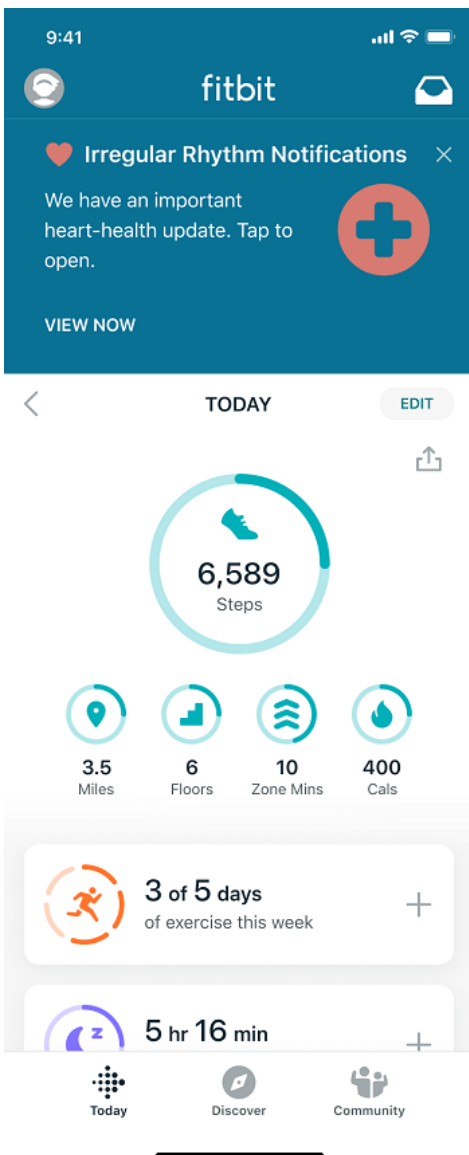 9:41
fitbit
Irregular Rhythm Notifications
We have an important
heart-health update. Tap to
open.
VIEW NOW
TODAY
EDIT
6,589
Steps
3.5
Miles
6
Floors
10
Zone Mins
400
Cals
3 of 5 days
of exercise this week
z
5 hr 16 min
Today
Discover
Community